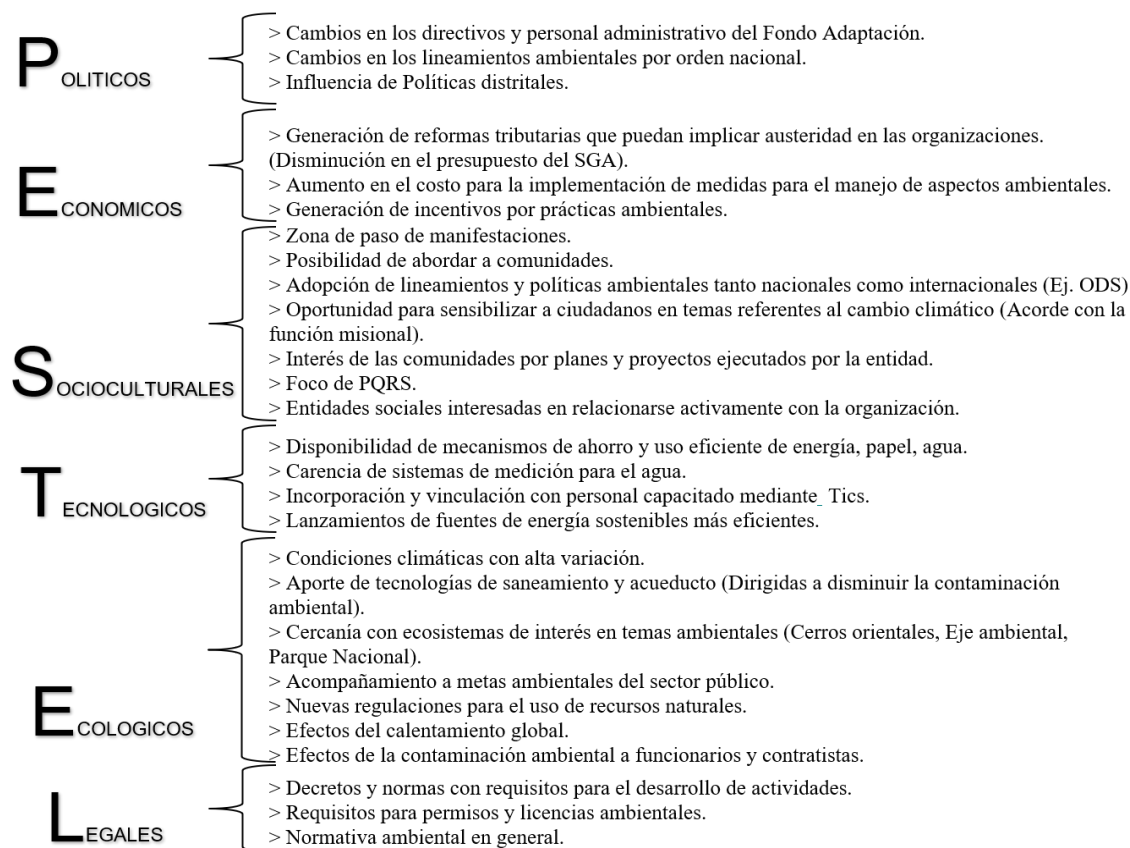 POLITICOS
> Cambios en los directivos y personal administrativo del Fondo Adaptación.
> Cambios en los lineamientos ambientales por orden nacional.
> Influencia de Políticas distritales.
ECONOMICOS
> Generación de reformas tributarias que puedan implicar austeridad en las organizaciones.
(Disminución en el presupuesto del SGA).
> Aumento en el costo para la implementación de medidas para el manejo de aspectos ambientales.
> Generación de incentivos por prácticas ambientales.
SOCIOCULTURALES
> Zona de paso de manifestaciones.
> Posibilidad de abordar a comunidades.
> Adopción de lineamientos y políticas ambientales tanto nacionales como internacionales (Ej. ODS)
> Oportunidad para sensibilizar a ciudadanos en temas referentes al cambio climático (Acorde con la
función misional).
> Interés de las comunidades por planes y proyectos ejecutados por la entidad.
> Foco de PQRS.
> Entidades sociales interesadas en relacionarse activamente con la organización.
TECNOLOGICOS
> Disponibilidad de mecanismos de ahorro y uso eficiente de energía, papel, agua.
> Carencia de sistemas de medición para el agua.
> Incorporación y vinculación con personal capacitado mediante_ Tics.
> Lanzamientos de fuentes de energía sostenibles más eficientes.
ECOLOGICOS
> Condiciones climáticas con alta variación.
> Aporte de tecnologías de saneamiento y acueducto (Dirigidas a disminuir la contaminación
ambiental).
> Cercanía con ecosistemas de interés en temas ambientales (Cerros orientales, Eje ambiental,
Parque Nacional).
> Acompañamiento a metas ambientales del sector público.
> Nuevas regulaciones para el uso de recursos naturales.
> Efectos del calentamiento global.
> Efectos de la contaminación ambiental a funcionarios y contratistas.
LEGALES
> Decretos y normas con requisitos para el desarrollo de actividades.
> Requisitos para permisos y licencias ambientales.
> Normativa ambiental en general.